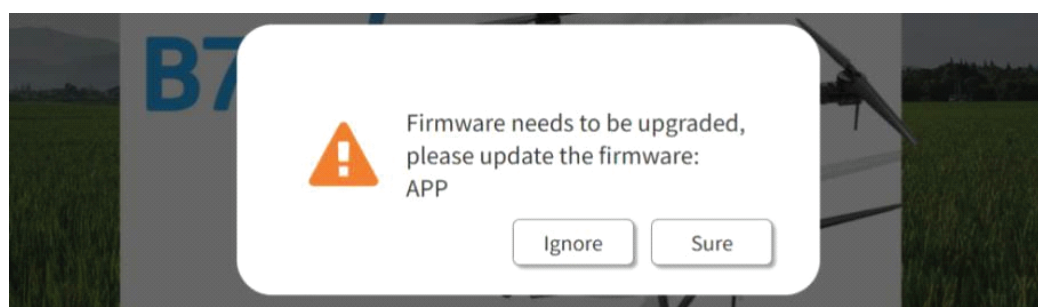 B7
Firmware needs to be upgraded,
please update the firmware:
APP
Ignore
Sure